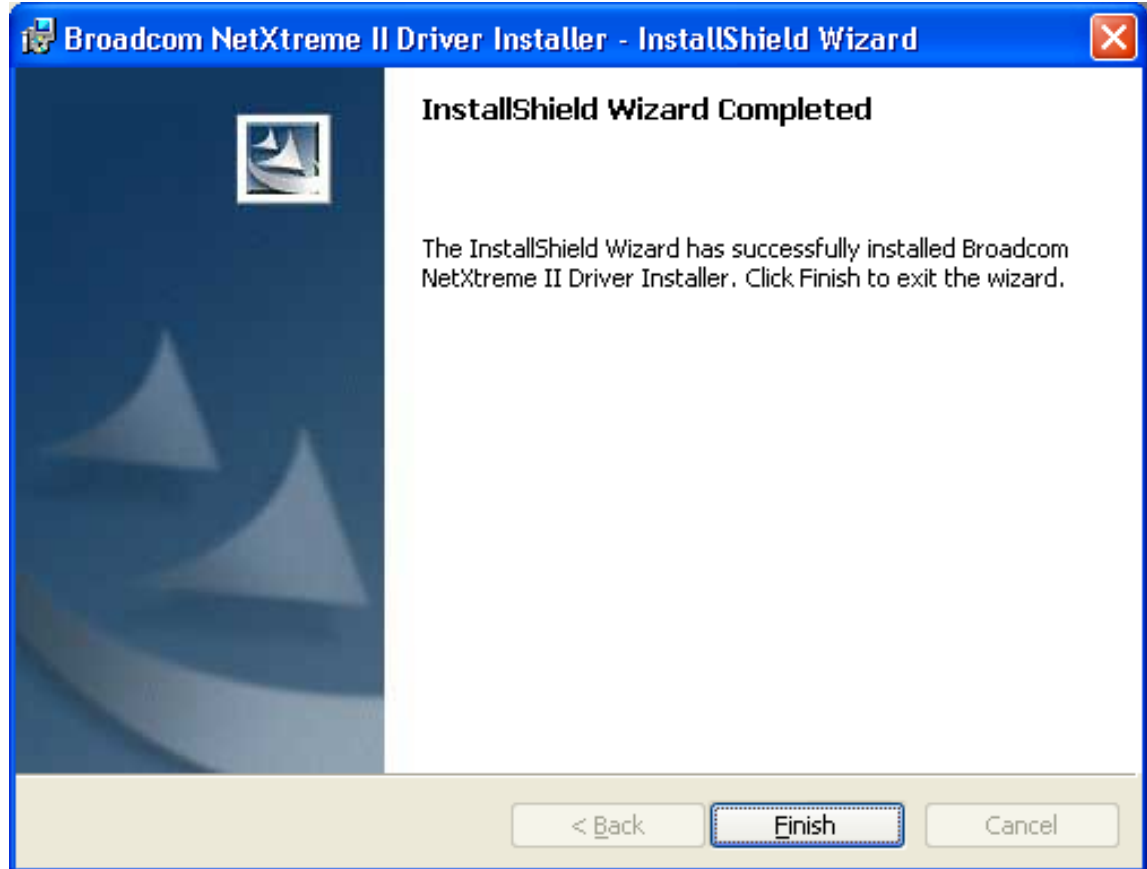 Broadcom NetXtreme II Driver Installer - InstallShield Wizard
InstallShield Wizard Completed
The InstallShield Wizard has successfully installed Broadcom
NetXtreme II Driver Installer. Click Finish to exit the wizard.
< Back
Finish
Cancel